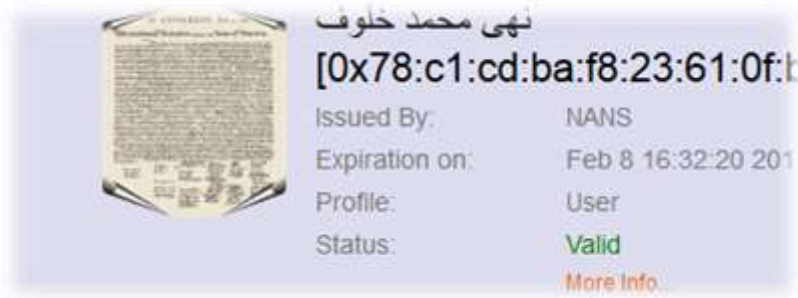 نهى محمد خلوف
[0x78:c1:cd:ba:f8:23:61:0f:
Issued By: NANS
Expiration on: Feb 8 16:32:20 201
Profile: User
Status: Valid
More Info..